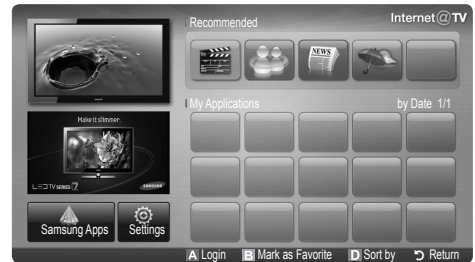 Internet@TV
Recommended
NEWS
My Applications by Date 1/1
Make it slimmer.
LED TV SERIES 7 SAMSUNG
Samsung Apps Settings
A Login B Mark as Favorite D Sort by Return